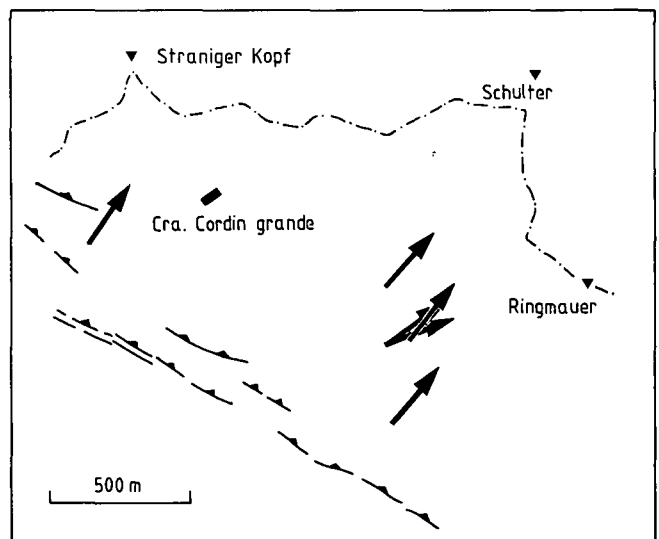 Straniger Kopf
Schulter
Cra. Cordin grande
Ringmauer
500 m